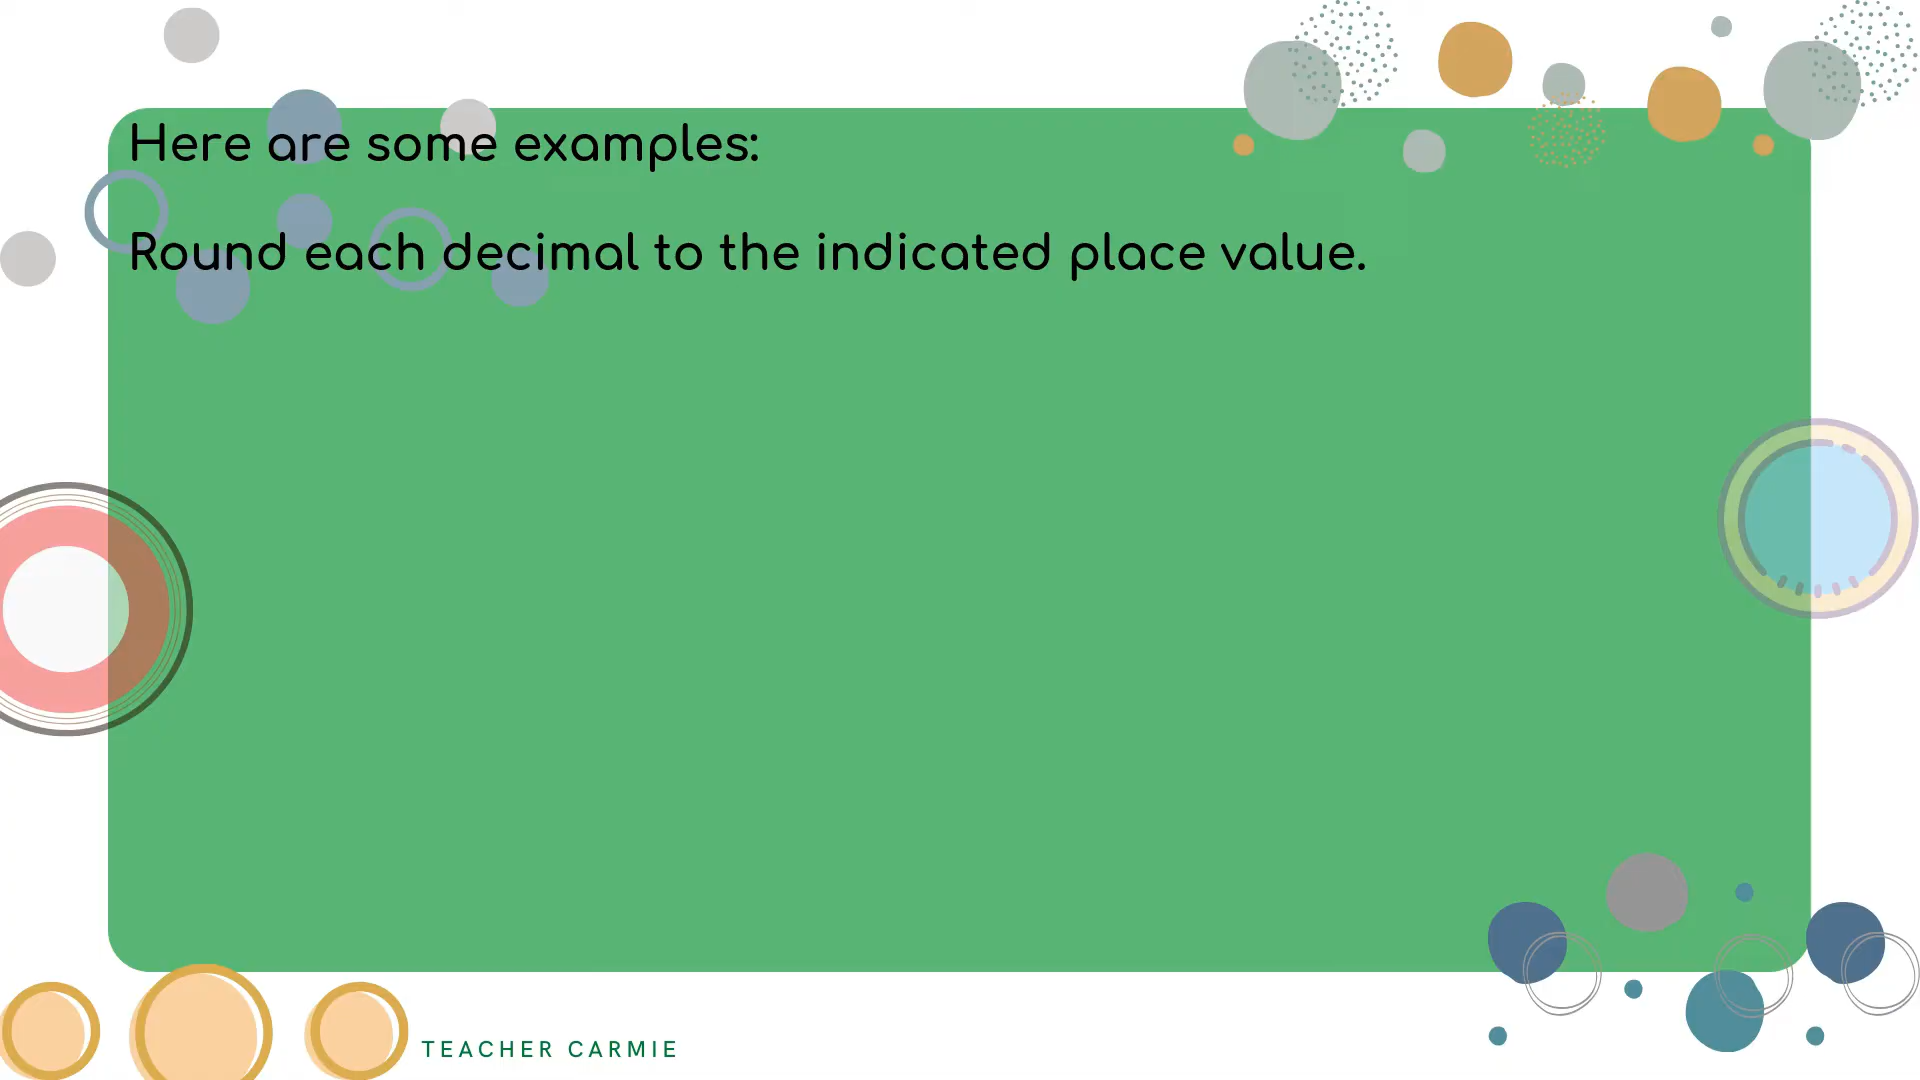 Here are some examples:
Round each decimal to the indicated place value.
TEACHER CARMIE